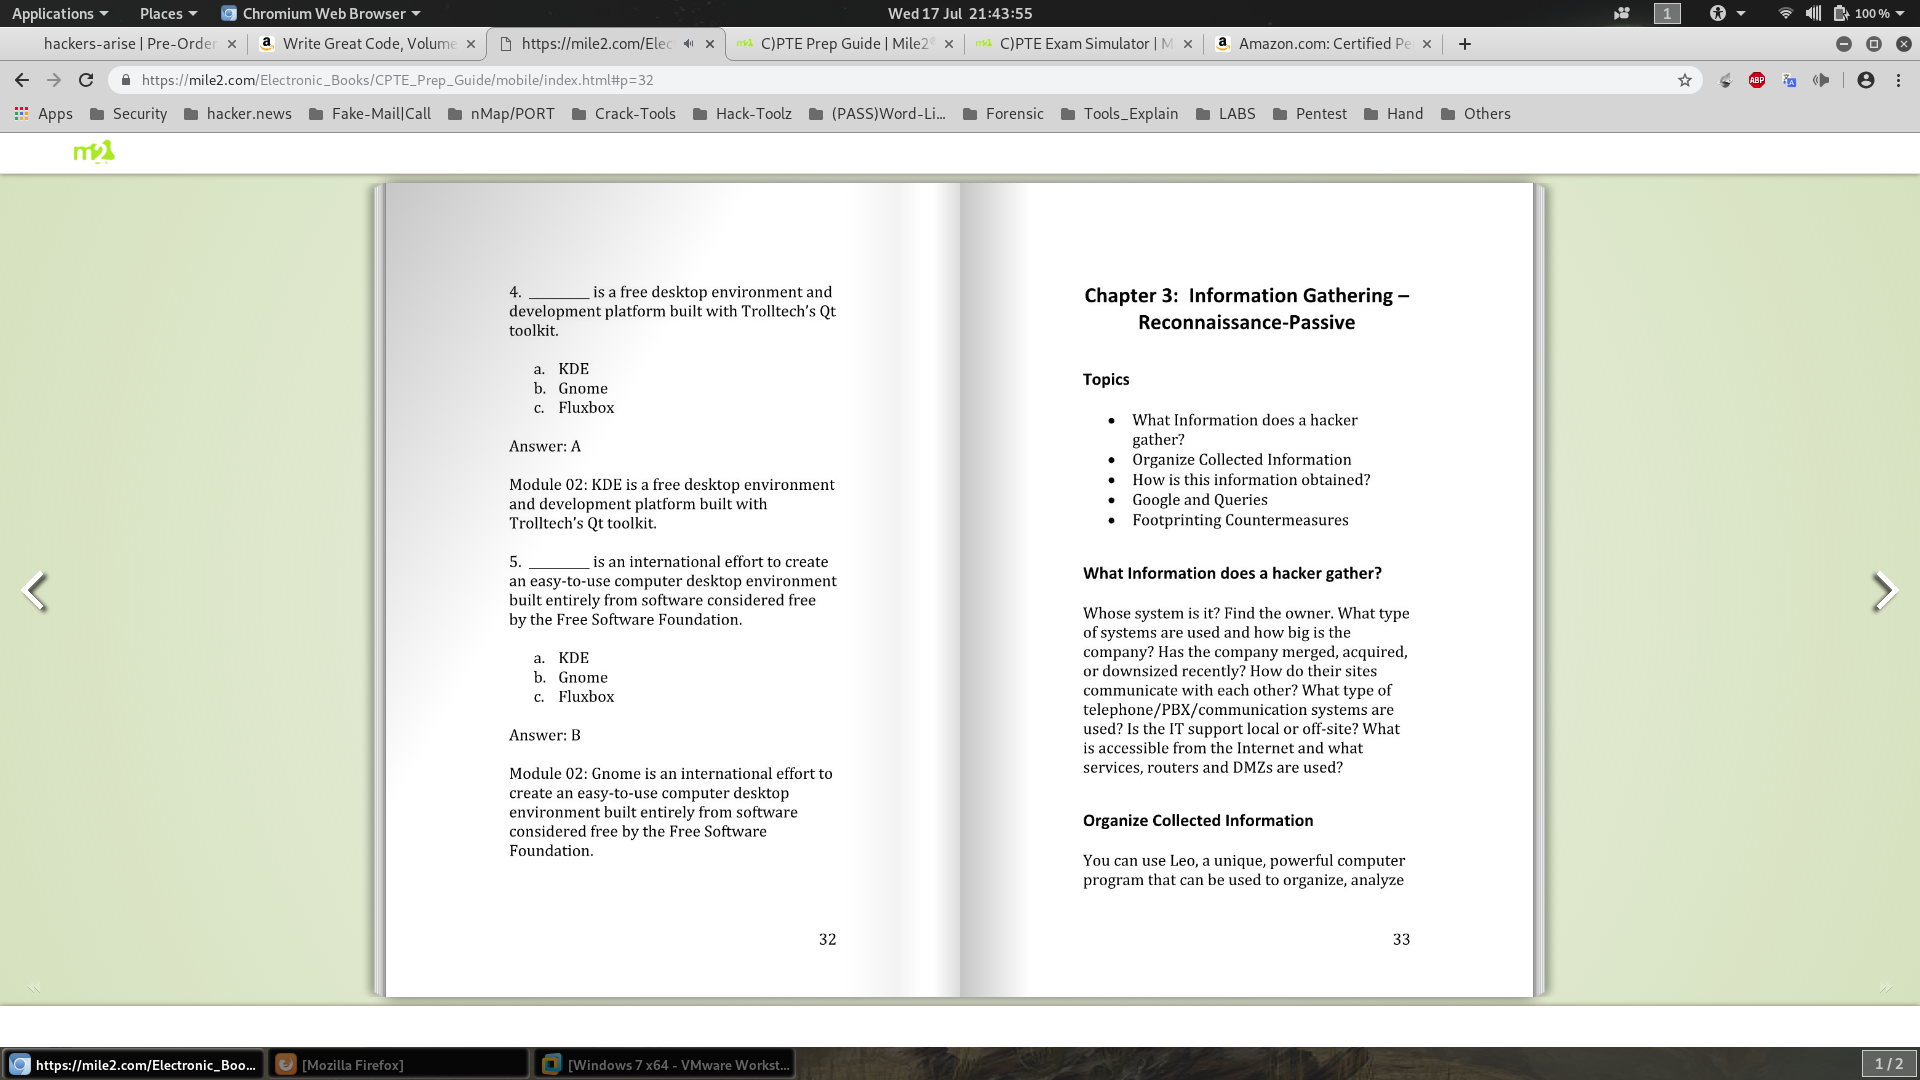 Applications
Places
Chromium Web Browser
Wed 17 Jul 21:43:55
1
100 %
hackers-arise | Pre-Order
Write Great Code, Volume
https://mile2.com/Elec
C)PTE Prep Guide | Mile2®
C)PTE Exam Simulator | M
Amazon.com: Certified Pe
https://mile2.com/Electronic_Books/CPTE_Prep_Guide/mobile/index.html#p=32
ABP
Apps
Security
hacker.news
Fake-Mail|Call
nMap/PORT
Crack-Tools
Hack-Toolz
(PASS)Word-Li...
Forensic
Tools_Explain
LABS
Pentest
Hand
Others
m2
4. ________ is a free desktop environment and
development platform built with Trolltech’s Qt
toolkit.
a. KDE
b. Gnome
c. Fluxbox
Answer: A
Module 02: KDE is a free desktop environment
and development platform built with
Trolltech’s Qt toolkit.
5. ________ is an international effort to create
an easy-to-use computer desktop environment
built entirely from software considered free
by the Free Software Foundation.
a. KDE
b. Gnome
c. Fluxbox
Answer: B
Module 02: Gnome is an international effort to
create an easy-to-use computer desktop
environment built entirely from software
considered free by the Free Software
Foundation.
32
Chapter 3: Information Gathering –
Reconnaissance-Passive
Topics
• What Information does a hacker
gather?
• Organize Collected Information
• How is this information obtained?
• Google and Queries
• Footprinting Countermeasures
What Information does a hacker gather?
Whose system is it? Find the owner. What type
of systems are used and how big is the
company? Has the company merged, acquired,
or downsized recently? How do their sites
communicate with each other? What type of
telephone/PBX/communication systems are
used? Is the IT support local or off-site? What
is accessible from the Internet and what
services, routers and DMZs are used?
Organize Collected Information
You can use Leo, a unique, powerful computer
program that can be used to organize, analyze
33
https://mile2.com/Electronic_Boo...
[Mozilla Firefox]
[Windows 7 x64 - VMware Workst...
1 / 2